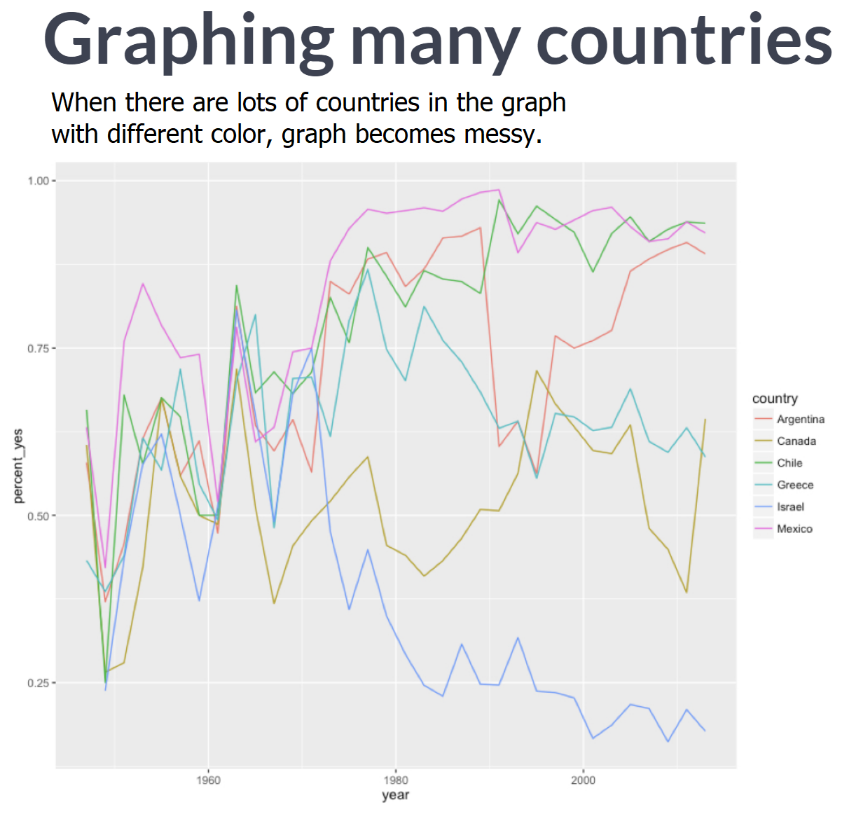 Graphing many countries
When there are lots of countries in the graph
with different color, graph becomes messy.
1.00
0.75
0.50
0.25
percent_yes
1960
1980
2000
year
country
Argentina
Canada
Chile
Greece
Israel
Mexico